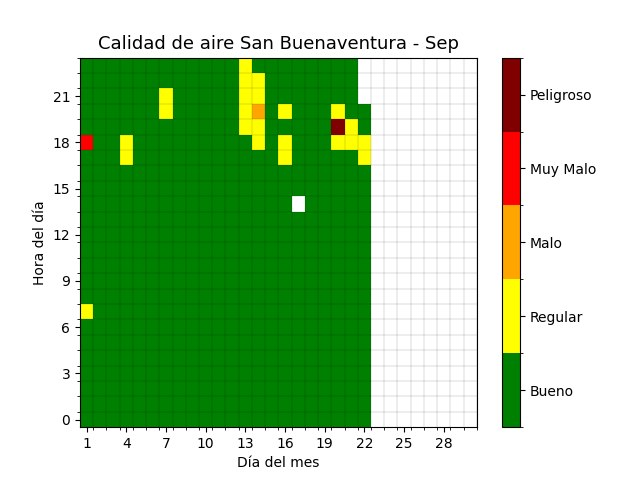 Calidad de aire San Buenaventura - Sep
Hora del día
21
18
15
12
9
6
3
0
1 4 7 10 13 16 19 22 25 28
Día del mes
Peligroso
Muy Malo
Malo
Regular
Bueno